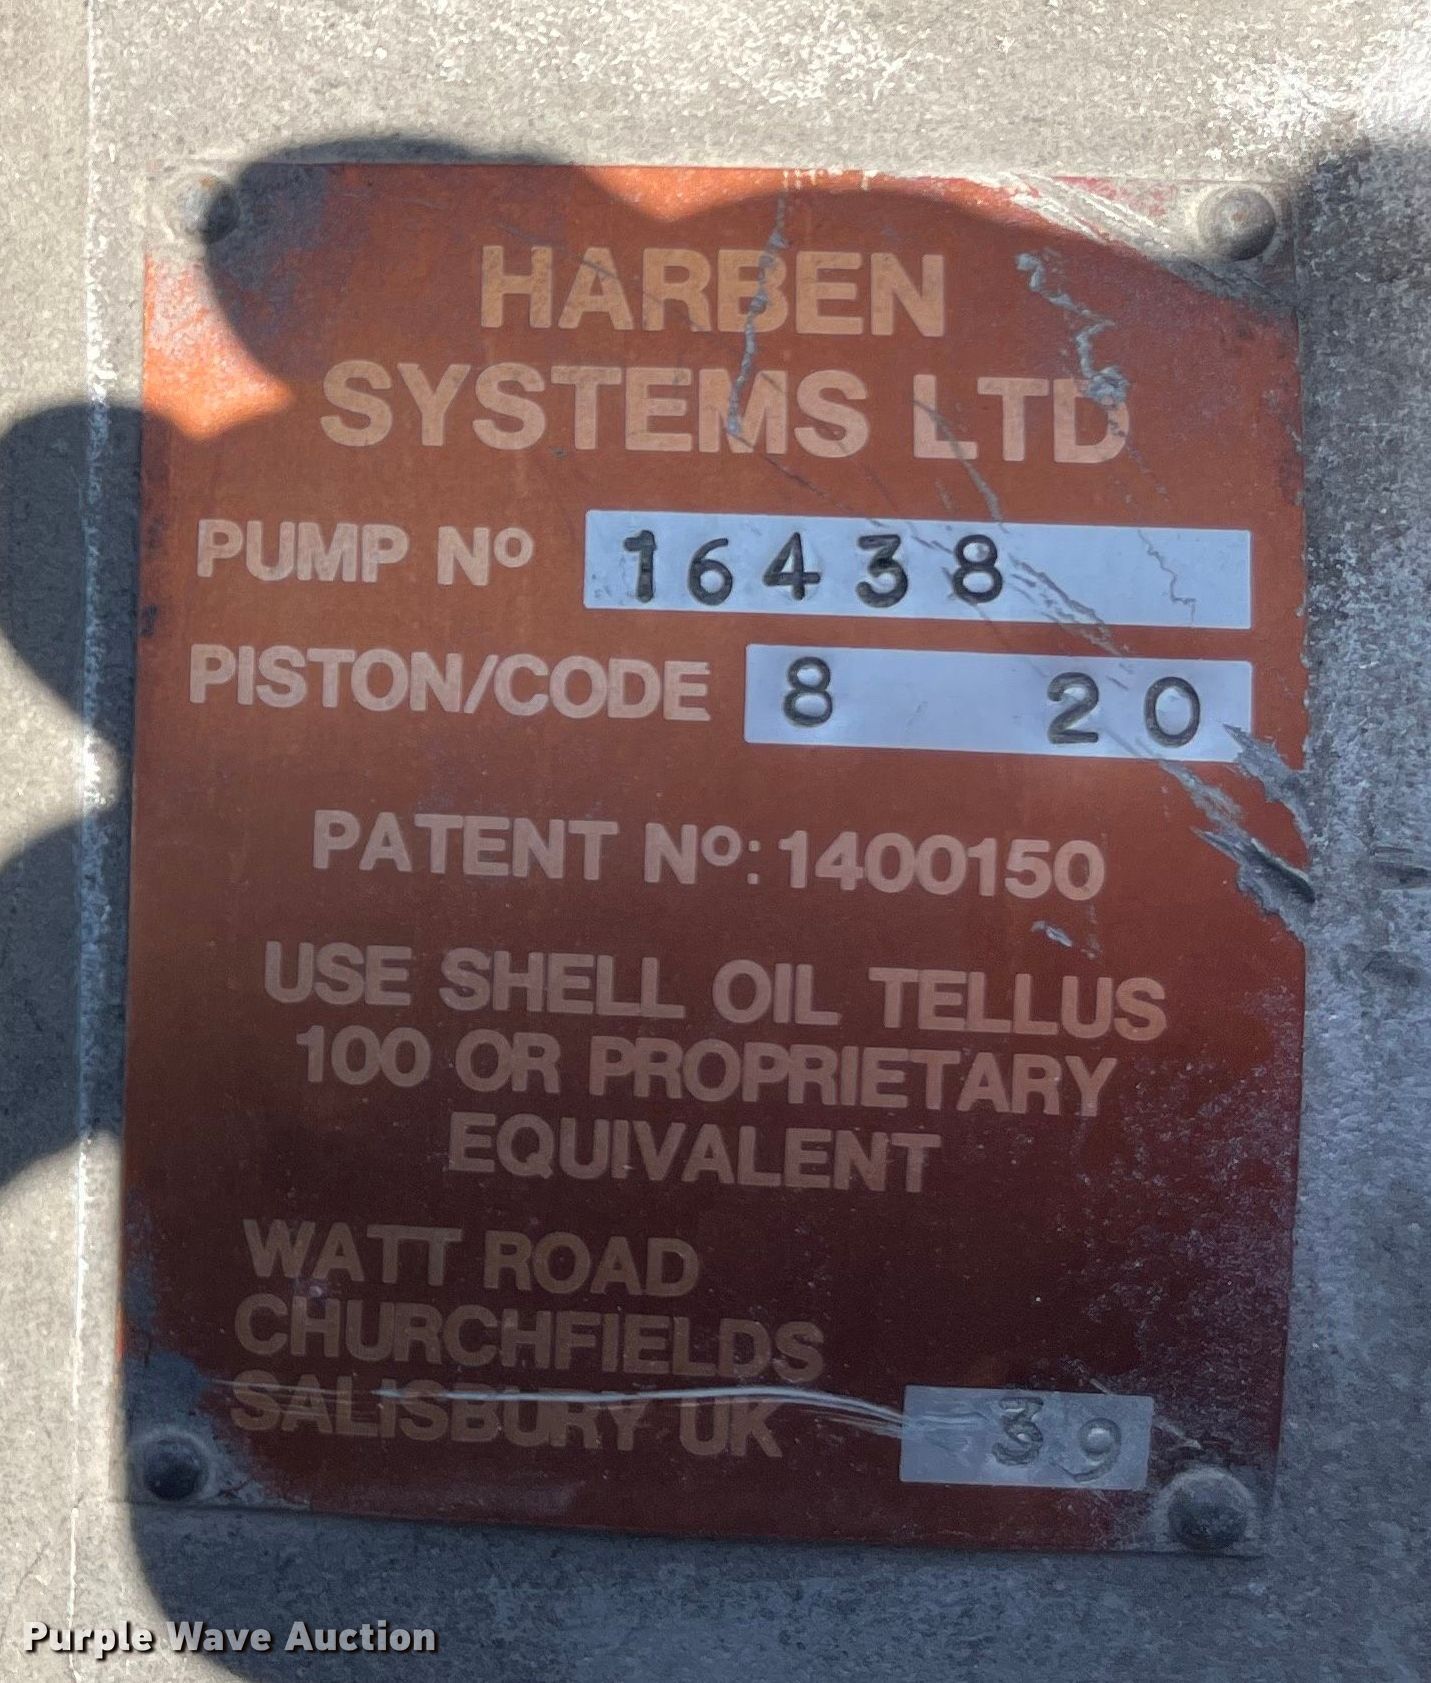 HARBEN
SYSTEMS LTD
PUMP Nº 16438
PISTON/CODE 8 20
PATENT Nº: 1400150
USE SHELL OIL TELLUS
100 OR PROPRIETARY
EQUIVALENT
WATT ROAD
CHURCHFIELDS
SALISBURY UK 39
Purple Wave Auction